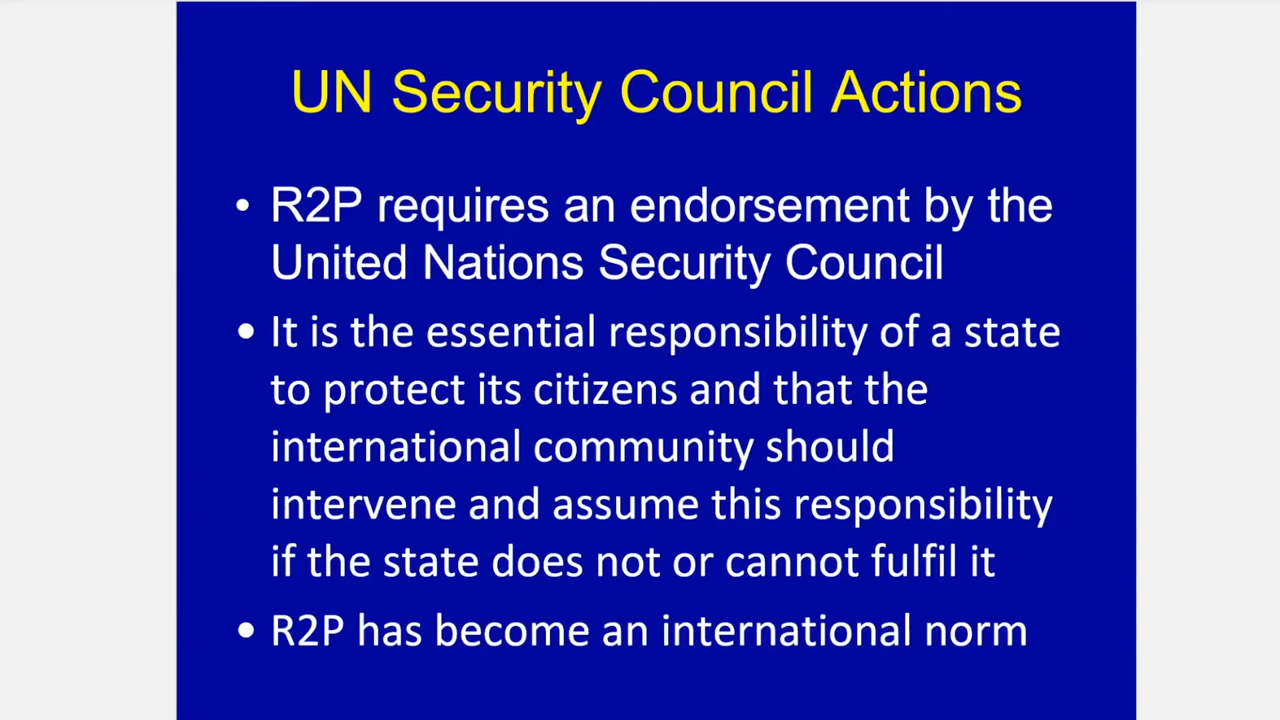 UN Security Council Actions
• R2P requires an endorsement by the
United Nations Security Council
• It is the essential responsibility of a state
to protect its citizens and that the
international community should
intervene and assume this responsibility
if the state does not or cannot fulfil it
• R2P has become an international norm